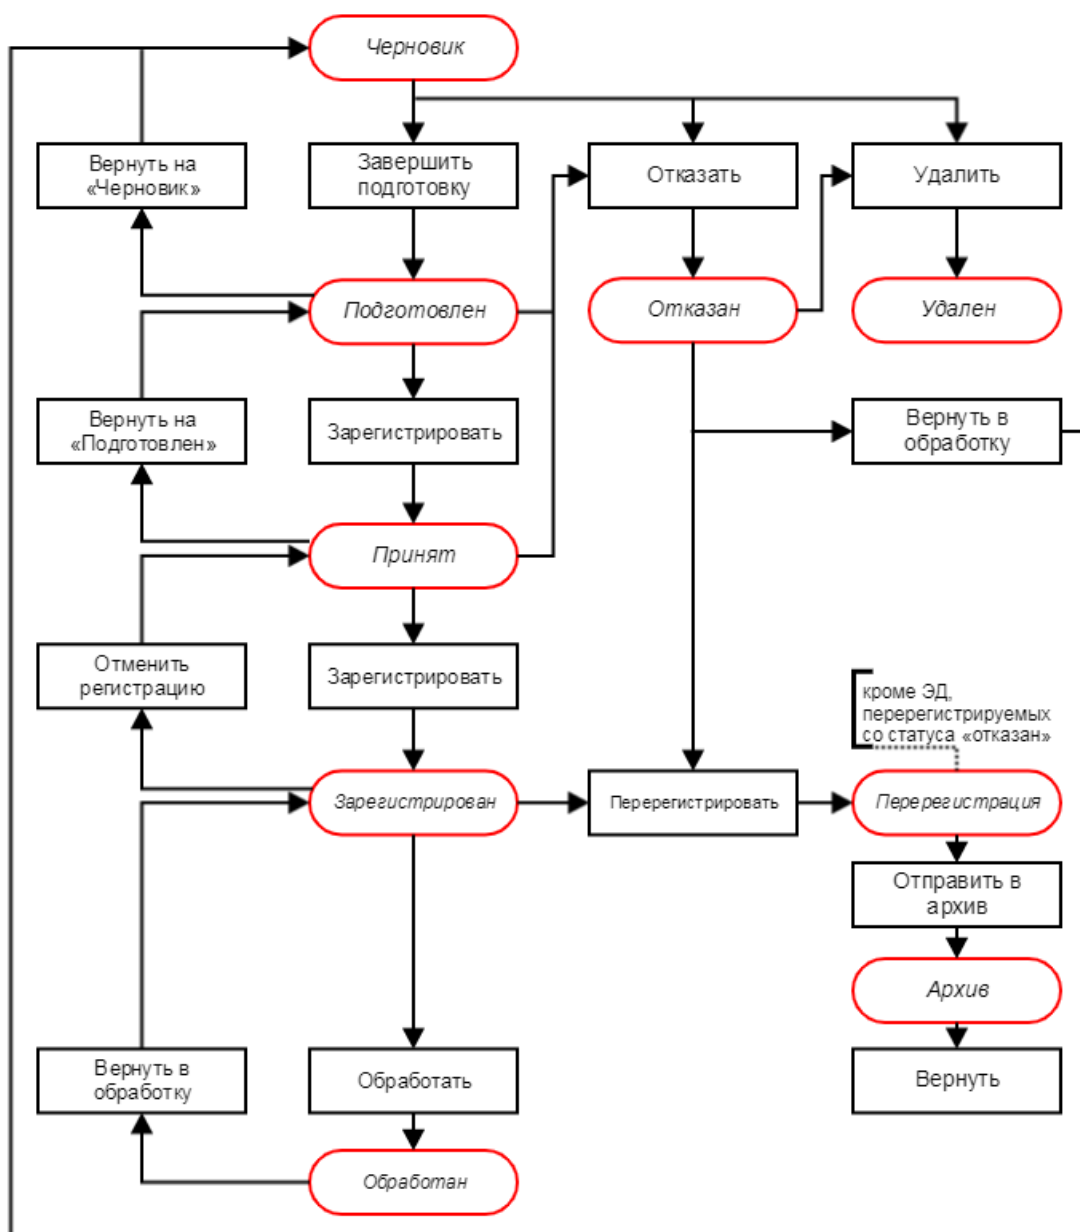 Черновик
Вернуть на
«Черновик»
Завершить
подготовку
Отказать
Удалить
Подготовлен
Отказан
Удален
Вернуть на
«Подготовлен»
Зарегистрировать
Вернуть в
обработку
Принят
Отменить
регистрацию
Зарегистрировать
кроме ЭД,
перерегистрируемых
со статуса «отказан»
Зарегистрирован
Перерегистрировать
Перерегистрация
Отправить в
архив
Архив
Вернуть в
обработку
Обработать
Вернуть
Обработан